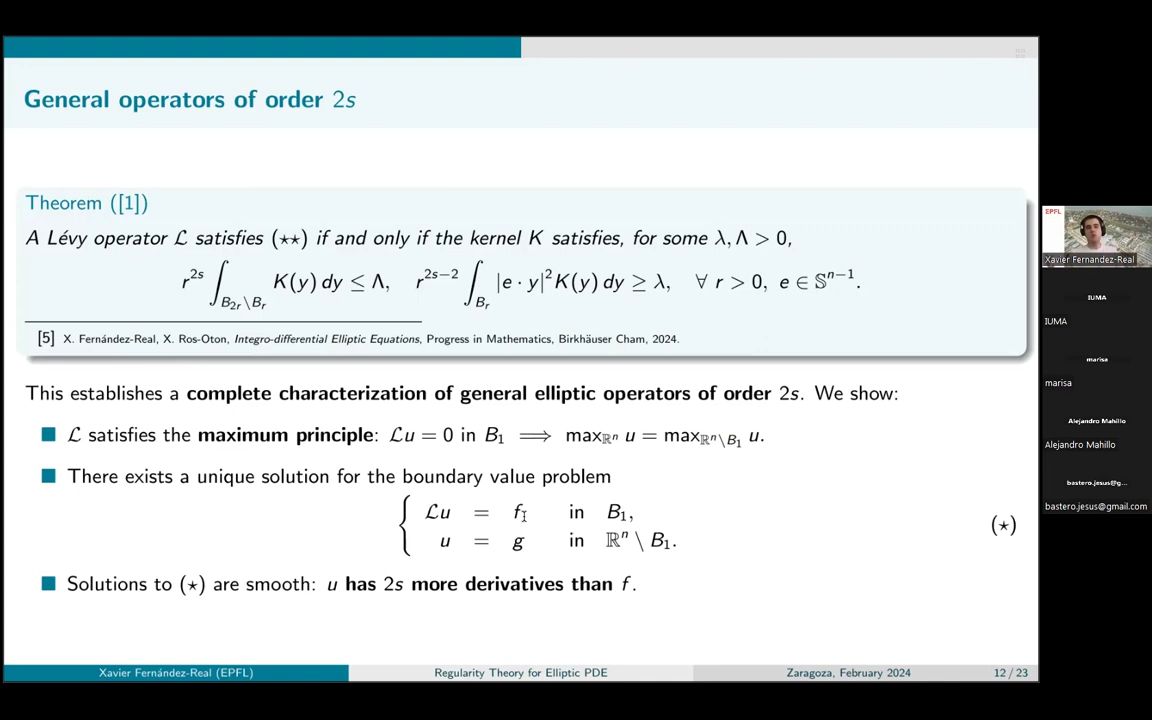 General operators of order 2s
Theorem ([1])
A Lévy operator ℒ satisfies (⋆⋆) if and only if the kernel K satisfies, for some λ, Λ > 0,
r^{2s} ∫_{B_{2r}\B_r} K(y) dy ≤ Λ, r^{2s−2} ∫_{B_r} |e · y|² K(y) dy ≥ λ, ∀ r > 0, e ∈ 𝕊^{n−1}.
[5] X. Fernández-Real, X. Ros-Oton, Integro-differential Elliptic Equations, Progress in Mathematics, Birkhäuser Cham, 2024.
This establishes a complete characterization of general elliptic operators of order 2s. We show:
ℒ satisfies the maximum principle: ℒu = 0 in B₁ ⟹ max_{ℝⁿ} u = max_{ℝⁿ\B₁} u.
There exists a unique solution for the boundary value problem
{ ℒu = f in B₁,
u = g in ℝⁿ \ B₁.
(⋆)
Solutions to (⋆) are smooth: u has 2s more derivatives than f.
Xavier Fernández-Real (EPFL) Regularity Theory for Elliptic PDE Zaragoza, February 2024 12 / 23
EPFL
Xavier Fernandez-Real
IUMA
IUMA
marisa
marisa
Alejandro Mahillo
Alejandro Mahillo
bastero.jesus@g...
bastero.jesus@gmail.com